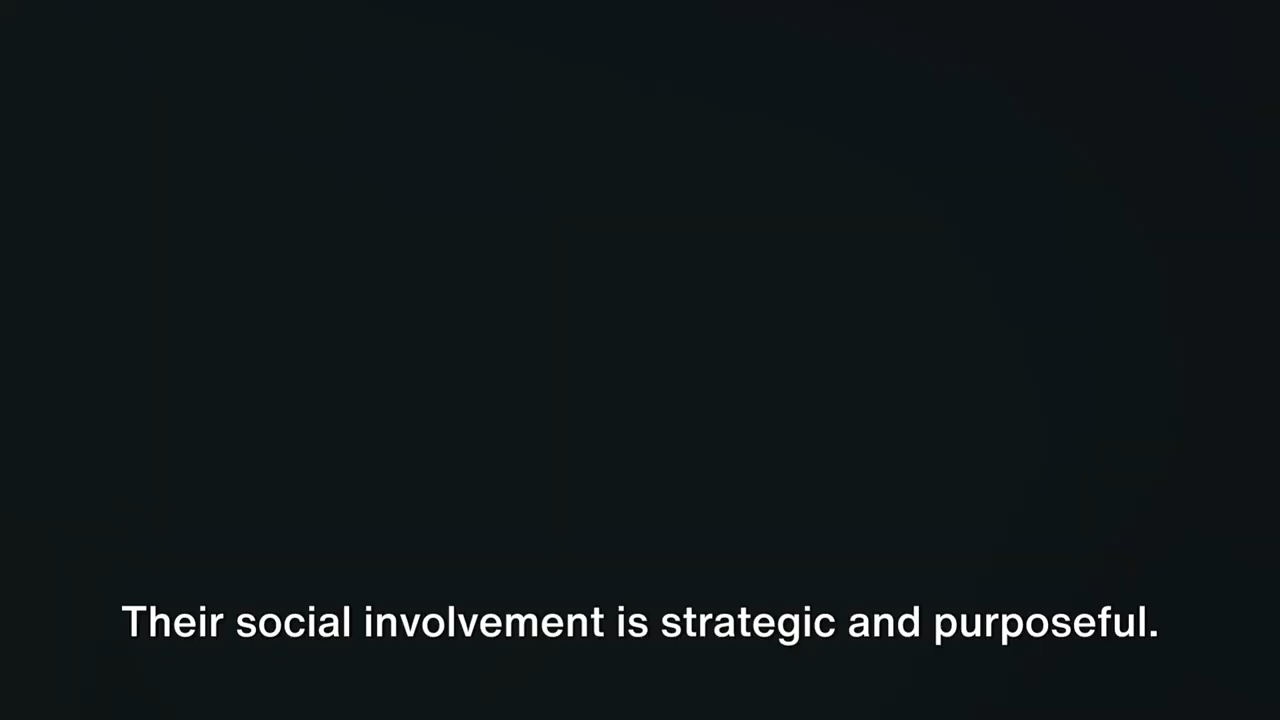 Their social involvement is strategic and purposeful.